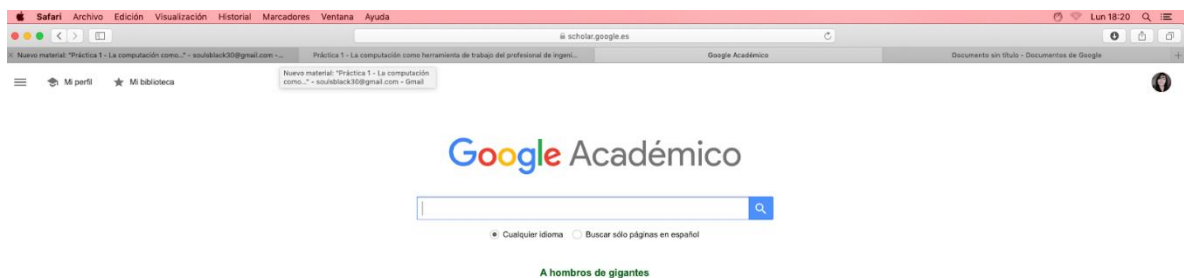 Safari Archivo Edición Visualización Historial Marcadores Ventana Ayuda Lun 18:20
scholar.google.es
Nuevo material: "Práctica 1 - La computación como..." - soulsblack30@gmail.com -... Práctica 1 - La computación como herramienta de trabajo del profesional de ingeni... Google Académico Documento sin título - Documentos de Google
Mi perfil Mi biblioteca
Nuevo material: "Práctica 1 - La computación
como..." - soulsblack30@gmail.com - Gmail
Google Académico
Cualquier idioma Buscar sólo páginas en español
A hombros de gigantes